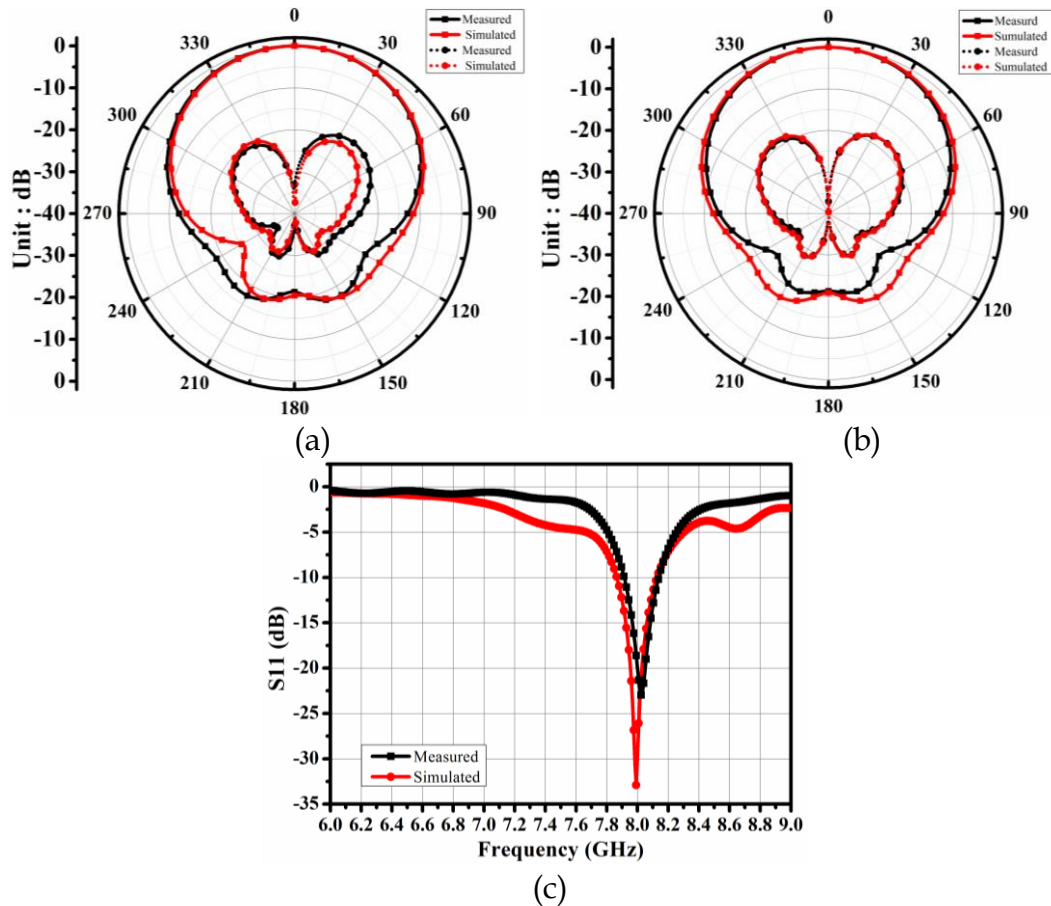 0
Measured
Simulated
Measured
Simulated
330
30
300
60
270
90
240
120
210
150
180
0
-10
-20
-30
-40
-30
-20
-10
0
Unit : dB
(a)
0
Measurd
Sumulated
Measurd
Sumulated
330
30
300
60
270
90
240
120
210
150
180
0
-10
-20
-30
-40
-30
-20
-10
0
Unit : dB
(b)
0
-5
-10
-15
-20
-25
-30
-35
S11 (dB)
Measured
Simulated
6.0 6.2 6.4 6.6 6.8 7.0 7.2 7.4 7.6 7.8 8.0 8.2 8.4 8.6 8.8 9.0
Frequency (GHz)
(c)